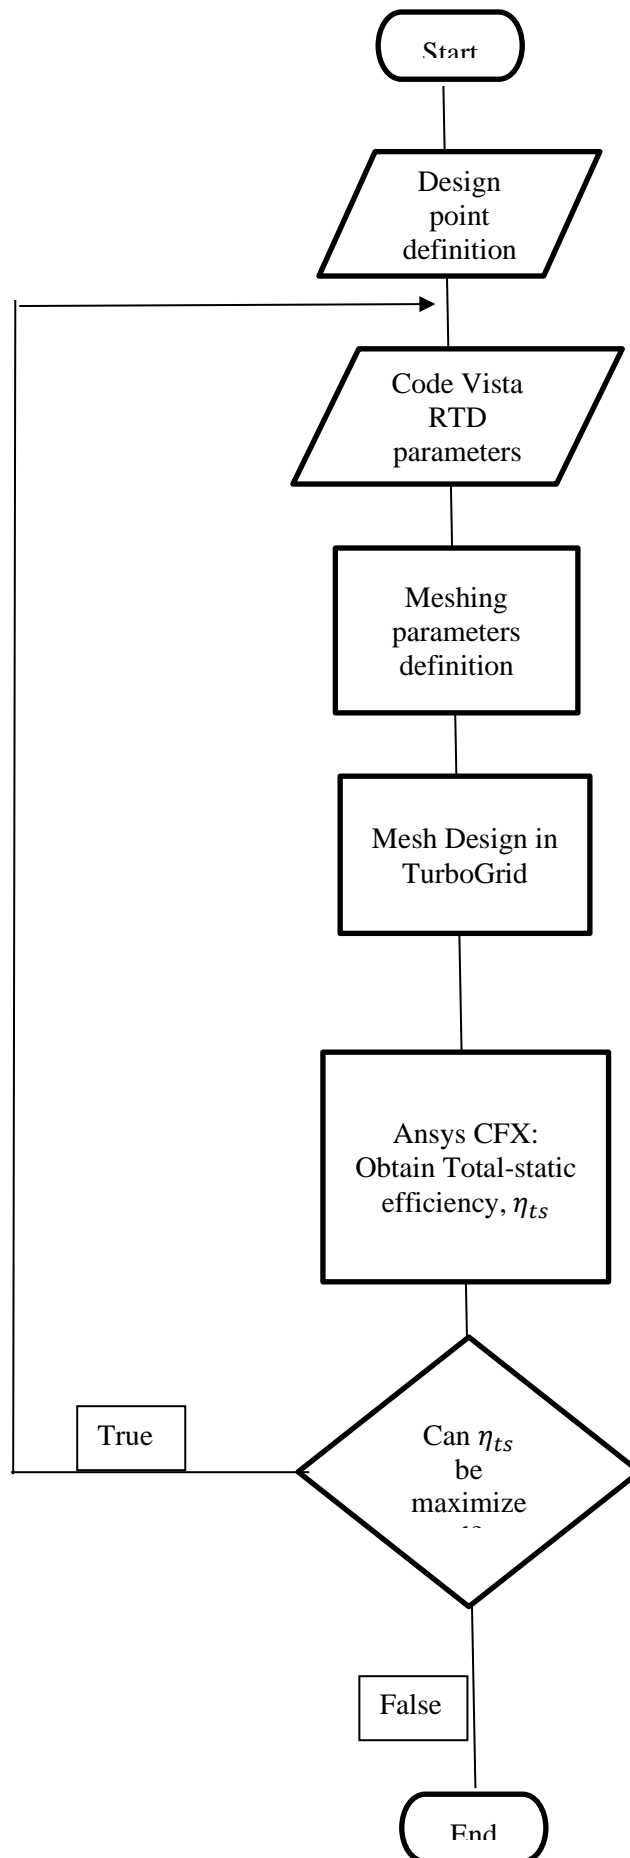 Start
Design
point
definition
Code Vista
RTD
parameters
Meshing
parameters
definition
Mesh Design in
TurboGrid
Ansys CFX:
Obtain Total-static
efficiency, η_ts
Can η_ts
be
maximize
d?
True
False
End